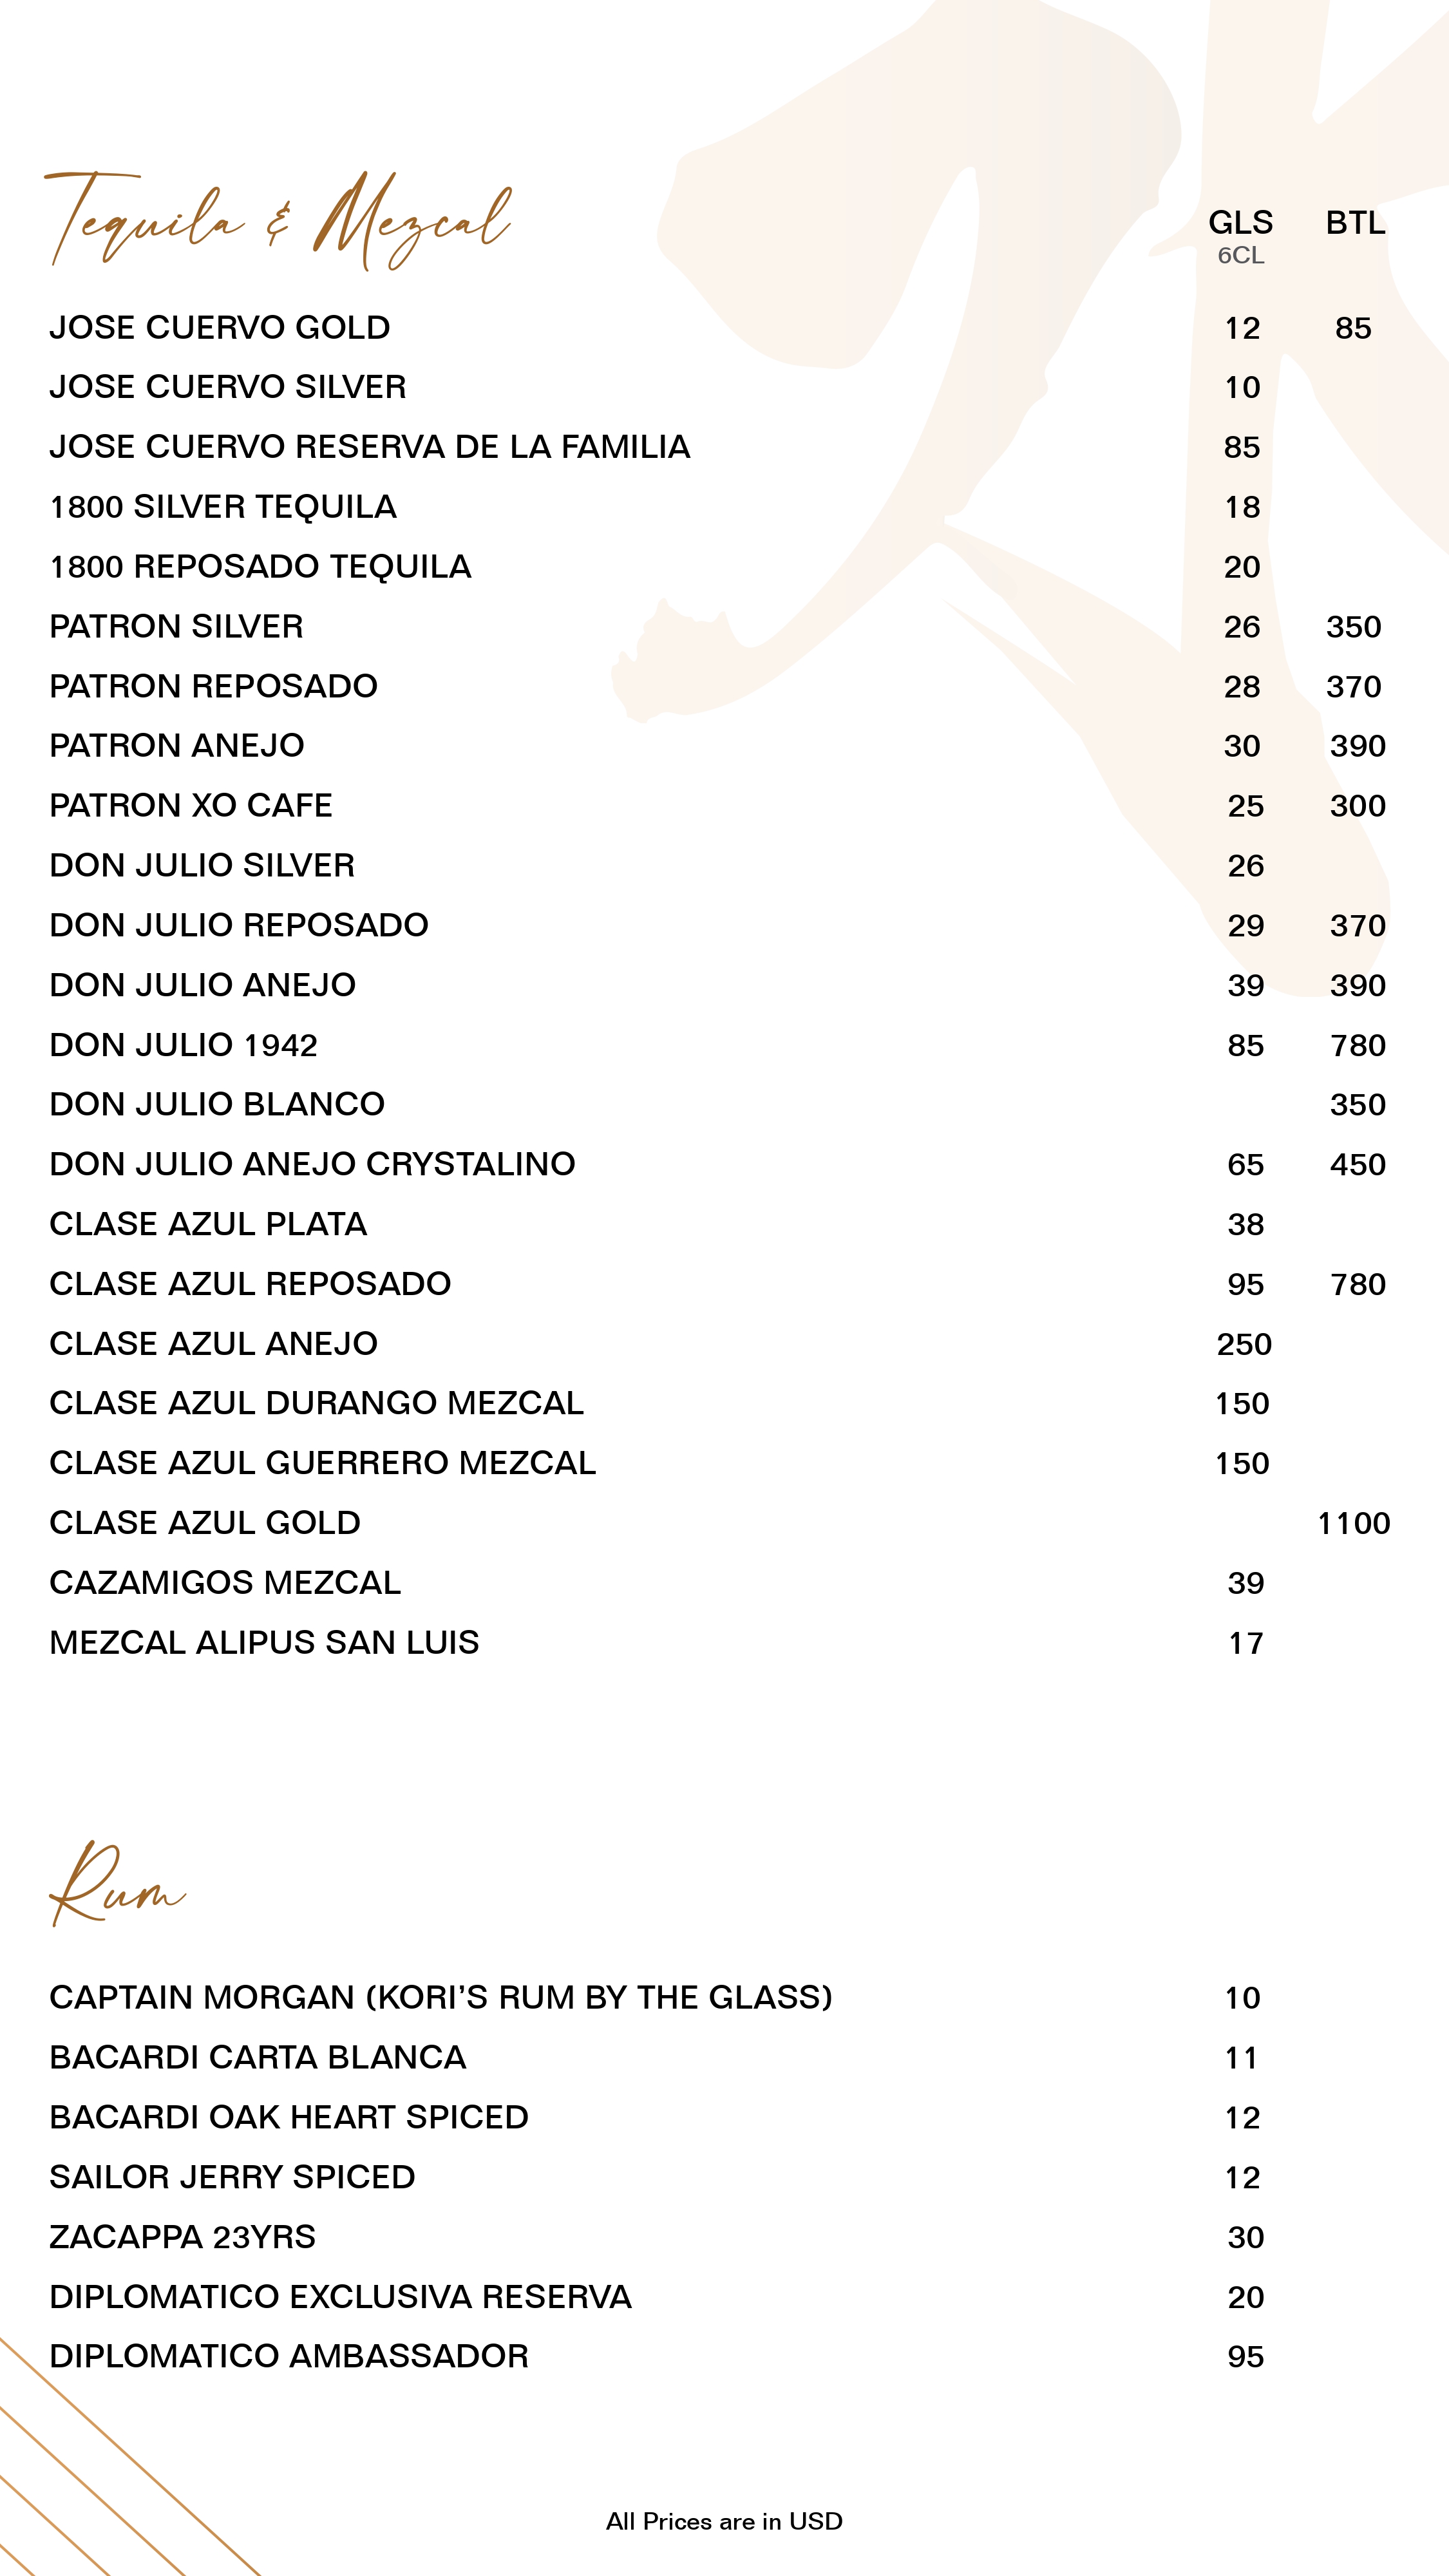 Tequila & Mezcal GLS BTL
6CL
JOSE CUERVO GOLD 12 85
JOSE CUERVO SILVER 10
JOSE CUERVO RESERVA DE LA FAMILIA 85
1800 SILVER TEQUILA 18
1800 REPOSADO TEQUILA 20
PATRON SILVER 26 350
PATRON REPOSADO 28 370
PATRON ANEJO 30 390
PATRON XO CAFE 25 300
DON JULIO SILVER 26
DON JULIO REPOSADO 29 370
DON JULIO ANEJO 39 390
DON JULIO 1942 85 780
DON JULIO BLANCO 350
DON JULIO ANEJO CRYSTALINO 65 450
CLASE AZUL PLATA 38
CLASE AZUL REPOSADO 95 780
CLASE AZUL ANEJO 250
CLASE AZUL DURANGO MEZCAL 150
CLASE AZUL GUERRERO MEZCAL 150
CLASE AZUL GOLD 1100
CAZAMIGOS MEZCAL 39
MEZCAL ALIPUS SAN LUIS 17
Rum
CAPTAIN MORGAN (KORI’S RUM BY THE GLASS) 10
BACARDI CARTA BLANCA 11
BACARDI OAK HEART SPICED 12
SAILOR JERRY SPICED 12
ZACAPPA 23YRS 30
DIPLOMATICO EXCLUSIVA RESERVA 20
DIPLOMATICO AMBASSADOR 95
All Prices are in USD